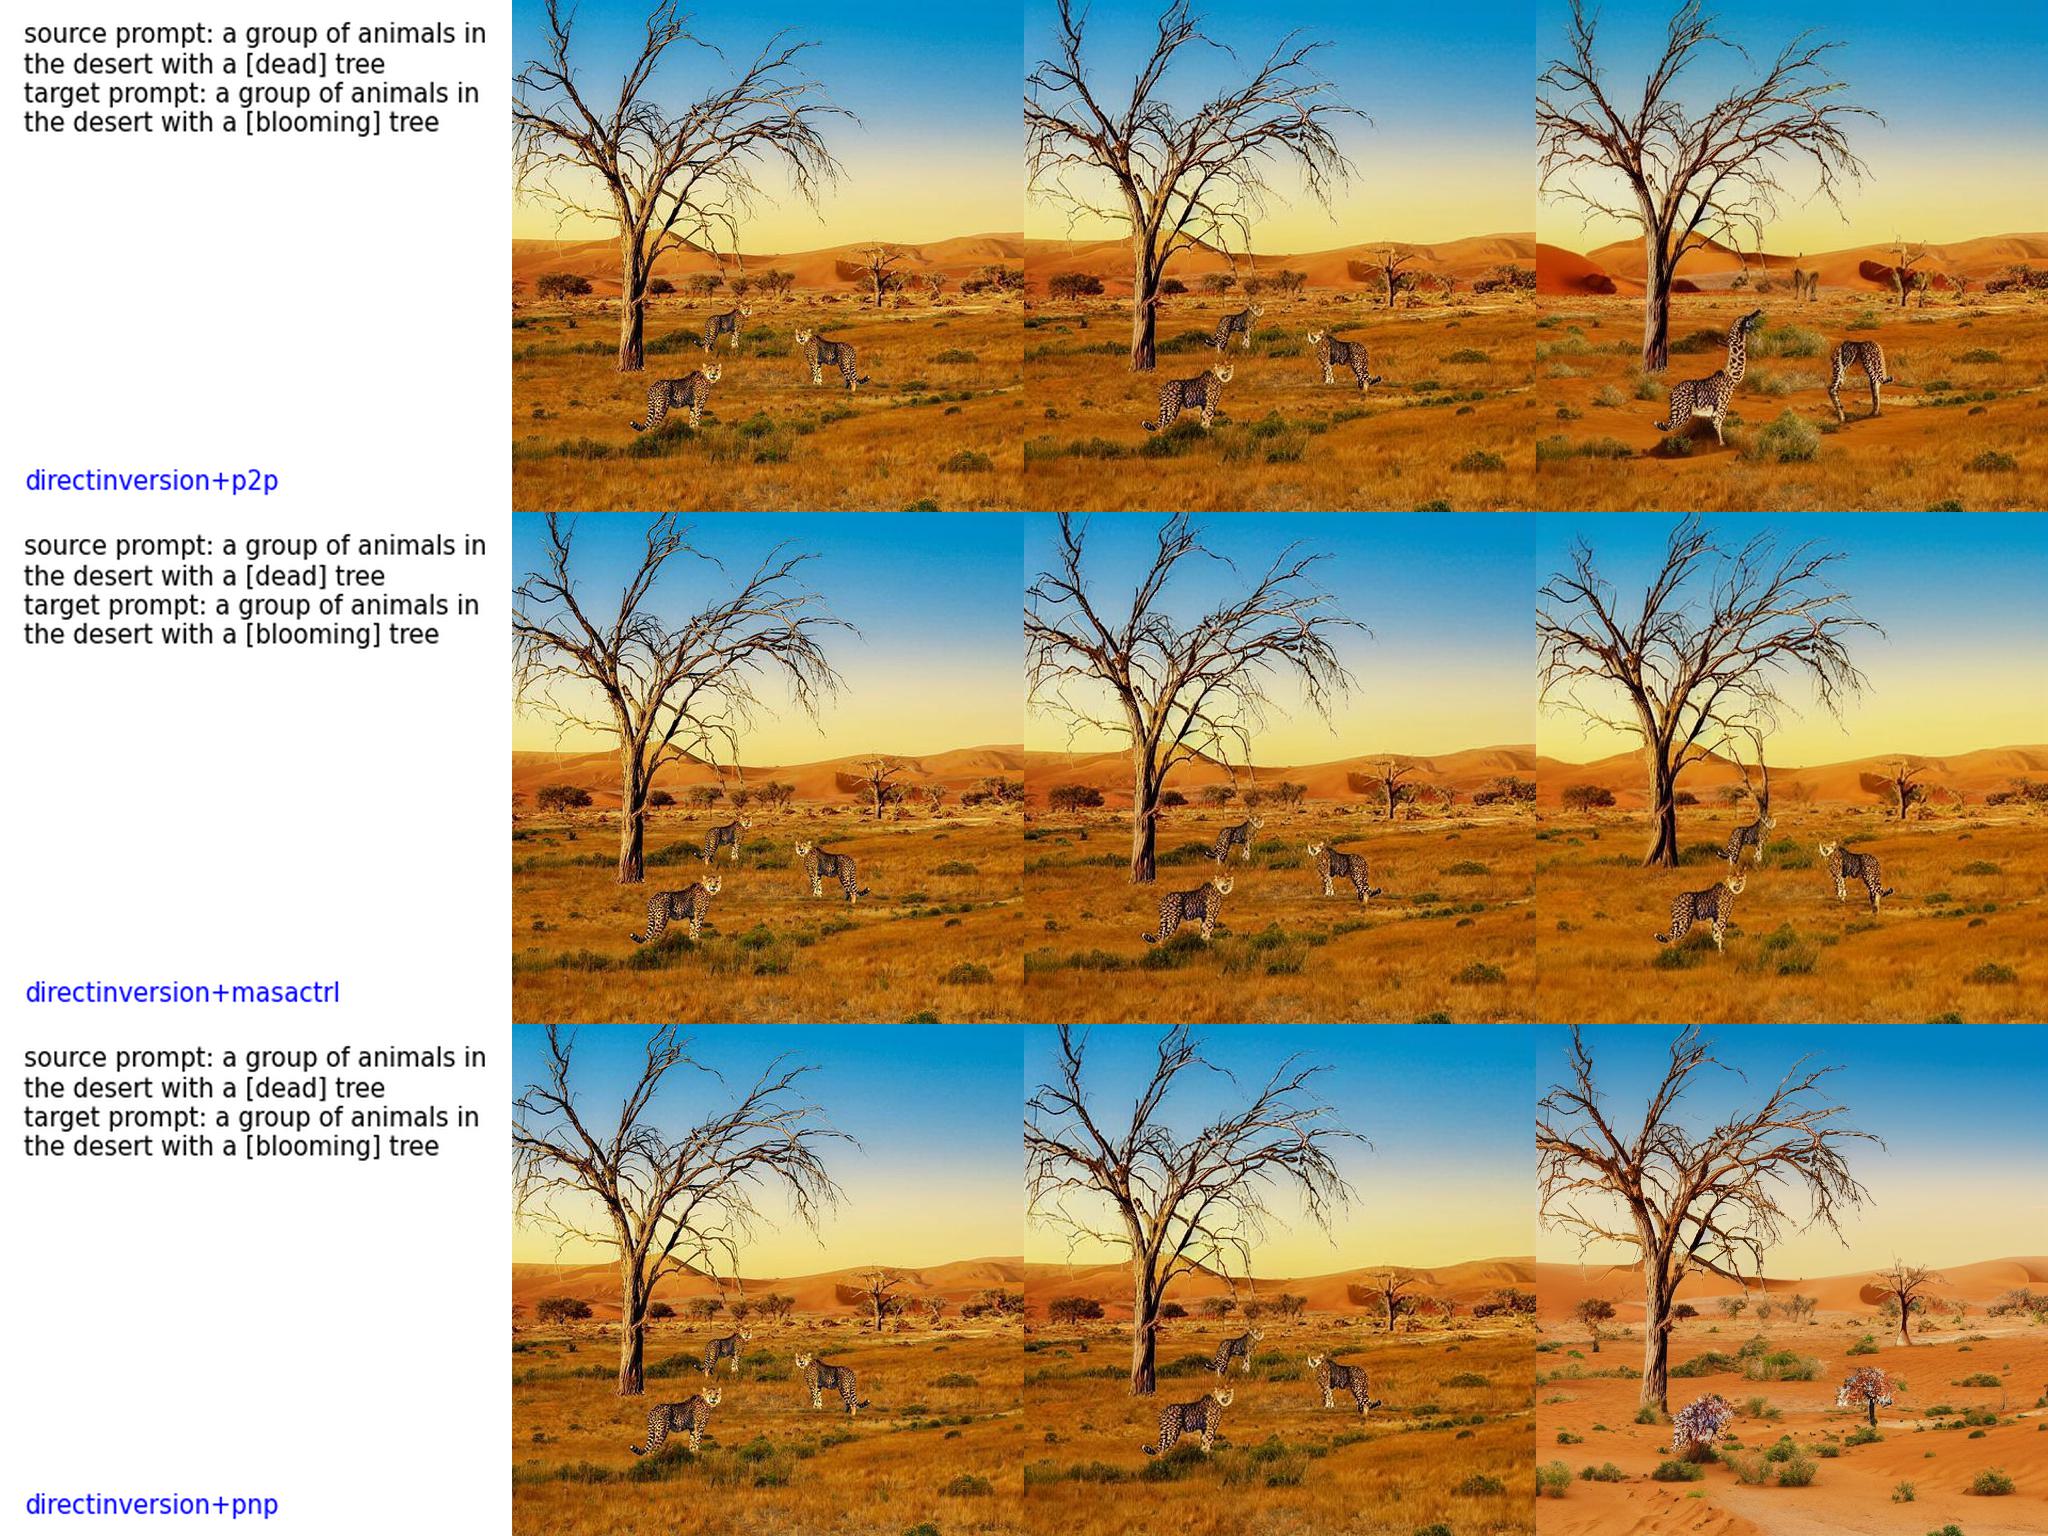 source prompt: a group of animals in
the desert with a [dead] tree
target prompt: a group of animals in
the desert with a [blooming] tree
directinversion+p2p
source prompt: a group of animals in
the desert with a [dead] tree
target prompt: a group of animals in
the desert with a [blooming] tree
directinversion+masactrl
source prompt: a group of animals in
the desert with a [dead] tree
target prompt: a group of animals in
the desert with a [blooming] tree
directinversion+pnp